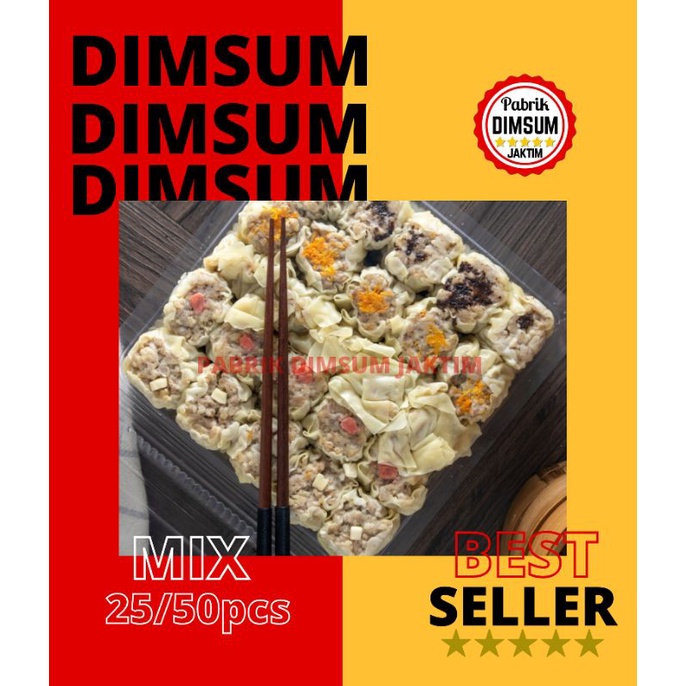 DIMSUM
DIMSUM
DIMSUM
Pabrik
DIMSUM
JAKTIM
PABRIK DIMSUM JAKTIM
MIX
25/50pcs
BEST
SELLER